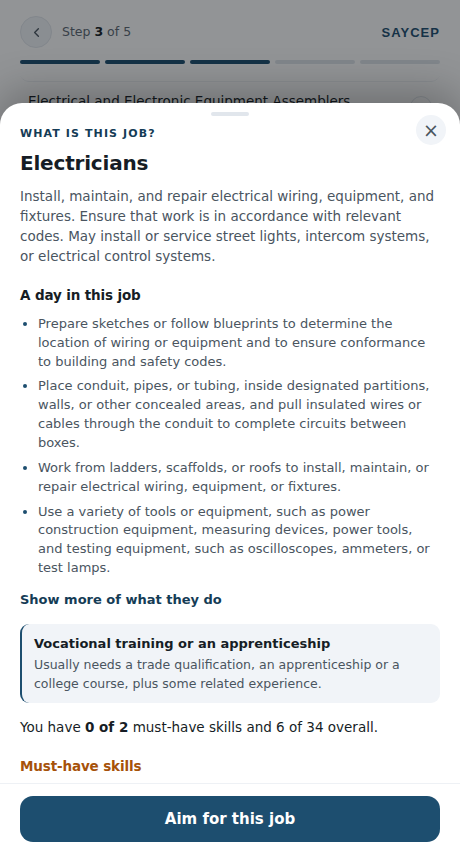 Step 3 of 5
SAYCEP
Electrical and Electronic Equipment Assemblers
WHAT IS THIS JOB?
Electricians
Install, maintain, and repair electrical wiring, equipment, and
fixtures. Ensure that work is in accordance with relevant
codes. May install or service street lights, intercom systems,
or electrical control systems.
A day in this job
• Prepare sketches or follow blueprints to determine the
location of wiring or equipment and to ensure conformance
to building and safety codes.
• Place conduit, pipes, or tubing, inside designated partitions,
walls, or other concealed areas, and pull insulated wires or
cables through the conduit to complete circuits between
boxes.
• Work from ladders, scaffolds, or roofs to install, maintain, or
repair electrical wiring, equipment, or fixtures.
• Use a variety of tools or equipment, such as power
construction equipment, measuring devices, power tools,
and testing equipment, such as oscilloscopes, ammeters, or
test lamps.
Show more of what they do
Vocational training or an apprenticeship
Usually needs a trade qualification, an apprenticeship or a
college course, plus some related experience.
You have 0 of 2 must-have skills and 6 of 34 overall.
Must-have skills
Aim for this job